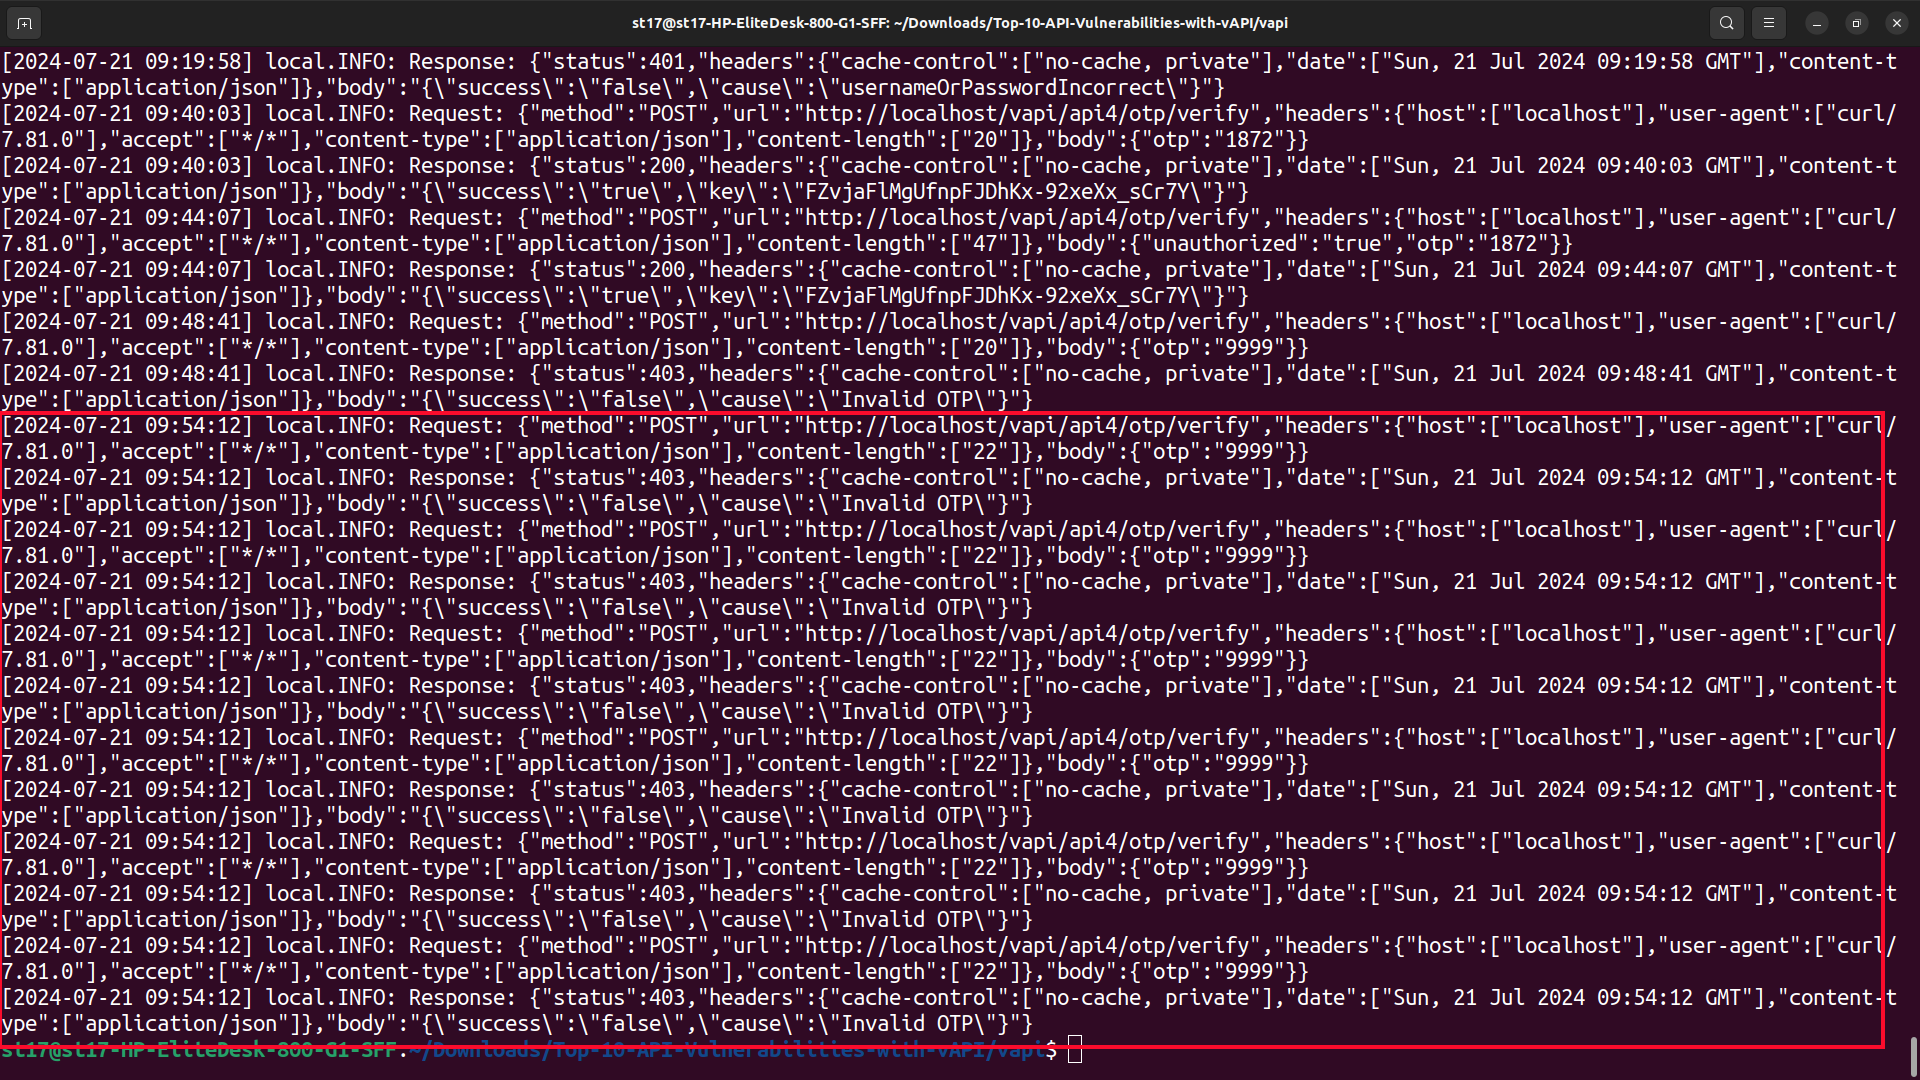 st17@st17-HP-EliteDesk-800-G1-SFF: ~/Downloads/Top-10-API-Vulnerabilities-with-vAPI/vapi
[2024-07-21 09:19:58] local.INFO: Response: {"status":401,"headers":{"cache-control":["no-cache, private"],"date":["Sun, 21 Jul 2024 09:19:58 GMT"],"content-t
ype":["application/json"]},"body":"{\"success\":\"false\",\"cause\":\"usernameOrPasswordIncorrect\"}"}
[2024-07-21 09:40:03] local.INFO: Request: {"method":"POST","url":"http://localhost/vapi/api4/otp/verify","headers":{"host":["localhost"],"user-agent":["curl/
7.81.0"],"accept":["*/*"],"content-type":["application/json"],"content-length":["20"]},"body":{"otp":"1872"}}
[2024-07-21 09:40:03] local.INFO: Response: {"status":200,"headers":{"cache-control":["no-cache, private"],"date":["Sun, 21 Jul 2024 09:40:03 GMT"],"content-t
ype":["application/json"]},"body":"{\"success\":\"true\",\"key\":\"FZvjaFlMgUfnpFJDhKx-92xeXx_sCr7Y\"}"}
[2024-07-21 09:44:07] local.INFO: Request: {"method":"POST","url":"http://localhost/vapi/api4/otp/verify","headers":{"host":["localhost"],"user-agent":["curl/
7.81.0"],"accept":["*/*"],"content-type":["application/json"],"content-length":["47"]},"body":{"unauthorized":"true","otp":"1872"}}
[2024-07-21 09:44:07] local.INFO: Response: {"status":200,"headers":{"cache-control":["no-cache, private"],"date":["Sun, 21 Jul 2024 09:44:07 GMT"],"content-t
ype":["application/json"]},"body":"{\"success\":\"true\",\"key\":\"FZvjaFlMgUfnpFJDhKx-92xeXx_sCr7Y\"}"}
[2024-07-21 09:48:41] local.INFO: Request: {"method":"POST","url":"http://localhost/vapi/api4/otp/verify","headers":{"host":["localhost"],"user-agent":["curl/
7.81.0"],"accept":["*/*"],"content-type":["application/json"],"content-length":["20"]},"body":{"otp":"9999"}}
[2024-07-21 09:48:41] local.INFO: Response: {"status":403,"headers":{"cache-control":["no-cache, private"],"date":["Sun, 21 Jul 2024 09:48:41 GMT"],"content-t
ype":["application/json"]},"body":"{\"success\":\"false\",\"cause\":\"Invalid OTP\"}"}
[2024-07-21 09:54:12] local.INFO: Request: {"method":"POST","url":"http://localhost/vapi/api4/otp/verify","headers":{"host":["localhost"],"user-agent":["curl/
7.81.0"],"accept":["*/*"],"content-type":["application/json"],"content-length":["22"]},"body":{"otp":"9999"}}
[2024-07-21 09:54:12] local.INFO: Response: {"status":403,"headers":{"cache-control":["no-cache, private"],"date":["Sun, 21 Jul 2024 09:54:12 GMT"],"content-t
ype":["application/json"]},"body":"{\"success\":\"false\",\"cause\":\"Invalid OTP\"}"}
[2024-07-21 09:54:12] local.INFO: Request: {"method":"POST","url":"http://localhost/vapi/api4/otp/verify","headers":{"host":["localhost"],"user-agent":["curl/
7.81.0"],"accept":["*/*"],"content-type":["application/json"],"content-length":["22"]},"body":{"otp":"9999"}}
[2024-07-21 09:54:12] local.INFO: Response: {"status":403,"headers":{"cache-control":["no-cache, private"],"date":["Sun, 21 Jul 2024 09:54:12 GMT"],"content-t
ype":["application/json"]},"body":"{\"success\":\"false\",\"cause\":\"Invalid OTP\"}"}
[2024-07-21 09:54:12] local.INFO: Request: {"method":"POST","url":"http://localhost/vapi/api4/otp/verify","headers":{"host":["localhost"],"user-agent":["curl/
7.81.0"],"accept":["*/*"],"content-type":["application/json"],"content-length":["22"]},"body":{"otp":"9999"}}
[2024-07-21 09:54:12] local.INFO: Response: {"status":403,"headers":{"cache-control":["no-cache, private"],"date":["Sun, 21 Jul 2024 09:54:12 GMT"],"content-t
ype":["application/json"]},"body":"{\"success\":\"false\",\"cause\":\"Invalid OTP\"}"}
[2024-07-21 09:54:12] local.INFO: Request: {"method":"POST","url":"http://localhost/vapi/api4/otp/verify","headers":{"host":["localhost"],"user-agent":["curl/
7.81.0"],"accept":["*/*"],"content-type":["application/json"],"content-length":["22"]},"body":{"otp":"9999"}}
[2024-07-21 09:54:12] local.INFO: Response: {"status":403,"headers":{"cache-control":["no-cache, private"],"date":["Sun, 21 Jul 2024 09:54:12 GMT"],"content-t
ype":["application/json"]},"body":"{\"success\":\"false\",\"cause\":\"Invalid OTP\"}"}
[2024-07-21 09:54:12] local.INFO: Request: {"method":"POST","url":"http://localhost/vapi/api4/otp/verify","headers":{"host":["localhost"],"user-agent":["curl/
7.81.0"],"accept":["*/*"],"content-type":["application/json"],"content-length":["22"]},"body":{"otp":"9999"}}
[2024-07-21 09:54:12] local.INFO: Response: {"status":403,"headers":{"cache-control":["no-cache, private"],"date":["Sun, 21 Jul 2024 09:54:12 GMT"],"content-t
ype":["application/json"]},"body":"{\"success\":\"false\",\"cause\":\"Invalid OTP\"}"}
[2024-07-21 09:54:12] local.INFO: Request: {"method":"POST","url":"http://localhost/vapi/api4/otp/verify","headers":{"host":["localhost"],"user-agent":["curl/
7.81.0"],"accept":["*/*"],"content-type":["application/json"],"content-length":["22"]},"body":{"otp":"9999"}}
[2024-07-21 09:54:12] local.INFO: Response: {"status":403,"headers":{"cache-control":["no-cache, private"],"date":["Sun, 21 Jul 2024 09:54:12 GMT"],"content-t
ype":["application/json"]},"body":"{\"success\":\"false\",\"cause\":\"Invalid OTP\"}"}
st17@st17-HP-EliteDesk-800-G1-SFF:~/Downloads/Top-10-API-Vulnerabilities-with-vAPI/vapi$